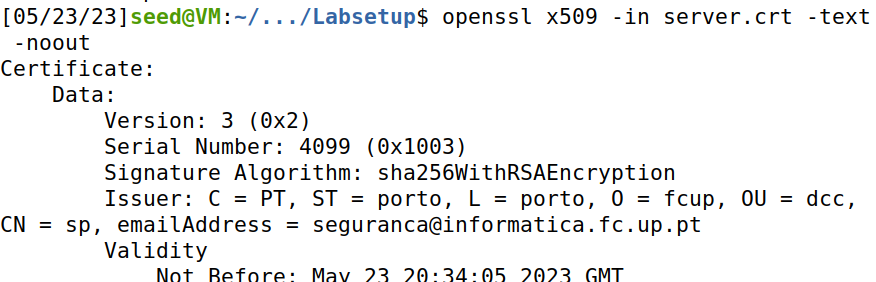 [05/23/23]seed@VM:~/.../Labsetup$ openssl x509 -in server.crt -text
 -noout
Certificate:
    Data:
        Version: 3 (0x2)
        Serial Number: 4099 (0x1003)
        Signature Algorithm: sha256WithRSAEncryption
        Issuer: C = PT, ST = porto, L = porto, O = fcup, OU = dcc,
CN = sp, emailAddress = seguranca@informatica.fc.up.pt
        Validity
            Not Before: May 23 20:34:05 2023 GMT